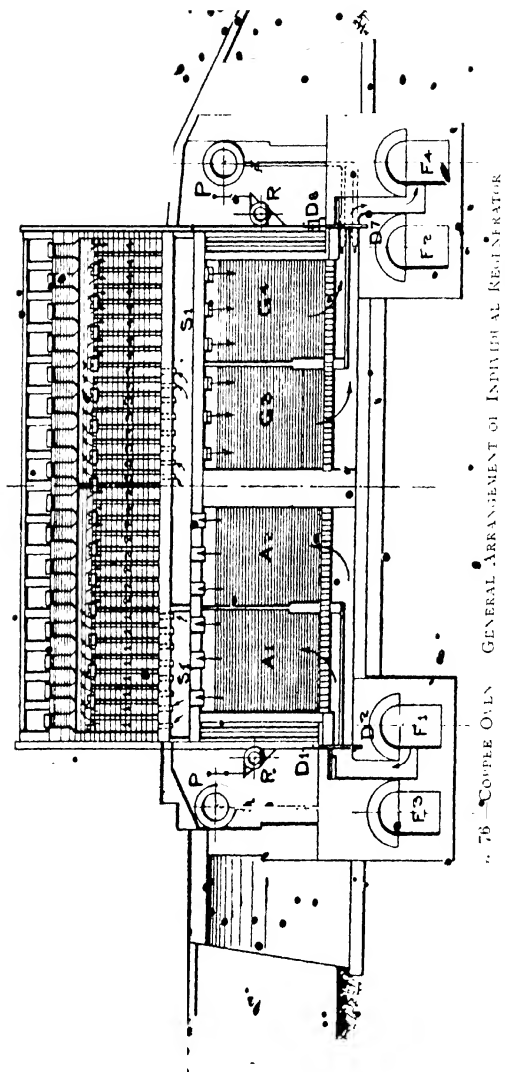 S1 S1
P P
R A1 A2 G3 G4 R
D1 D8
D2 D7
F3 F1 F2 F4
76 — COPPEE OVEN GENERAL ARRANGEMENT OF INDIVIDUAL REGENERATOR